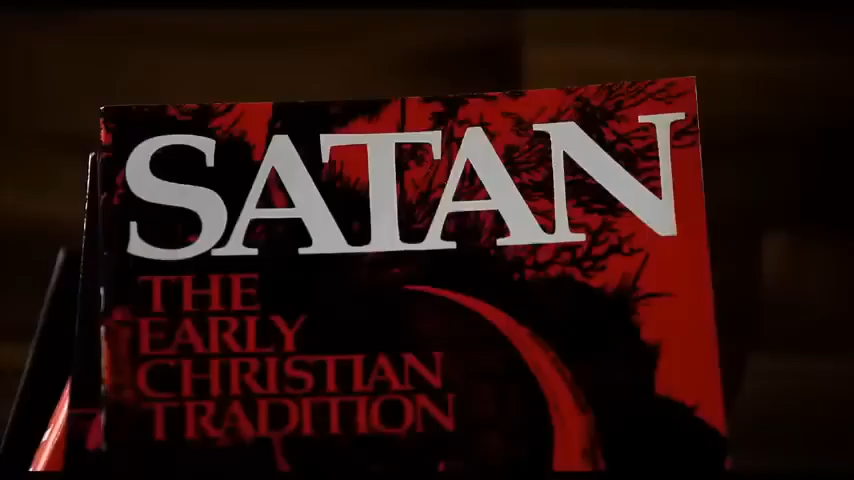 SATAN
THE
EARLY
CHRISTIAN
TRADITION